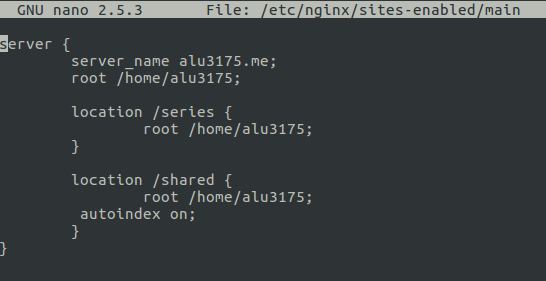 GNU nano 2.5.3 File: /etc/nginx/sites-enabled/main
server {
server_name alu3175.me;
root /home/alu3175;
location /series {
root /home/alu3175;
}
location /shared {
root /home/alu3175;
autoindex on;
}
}